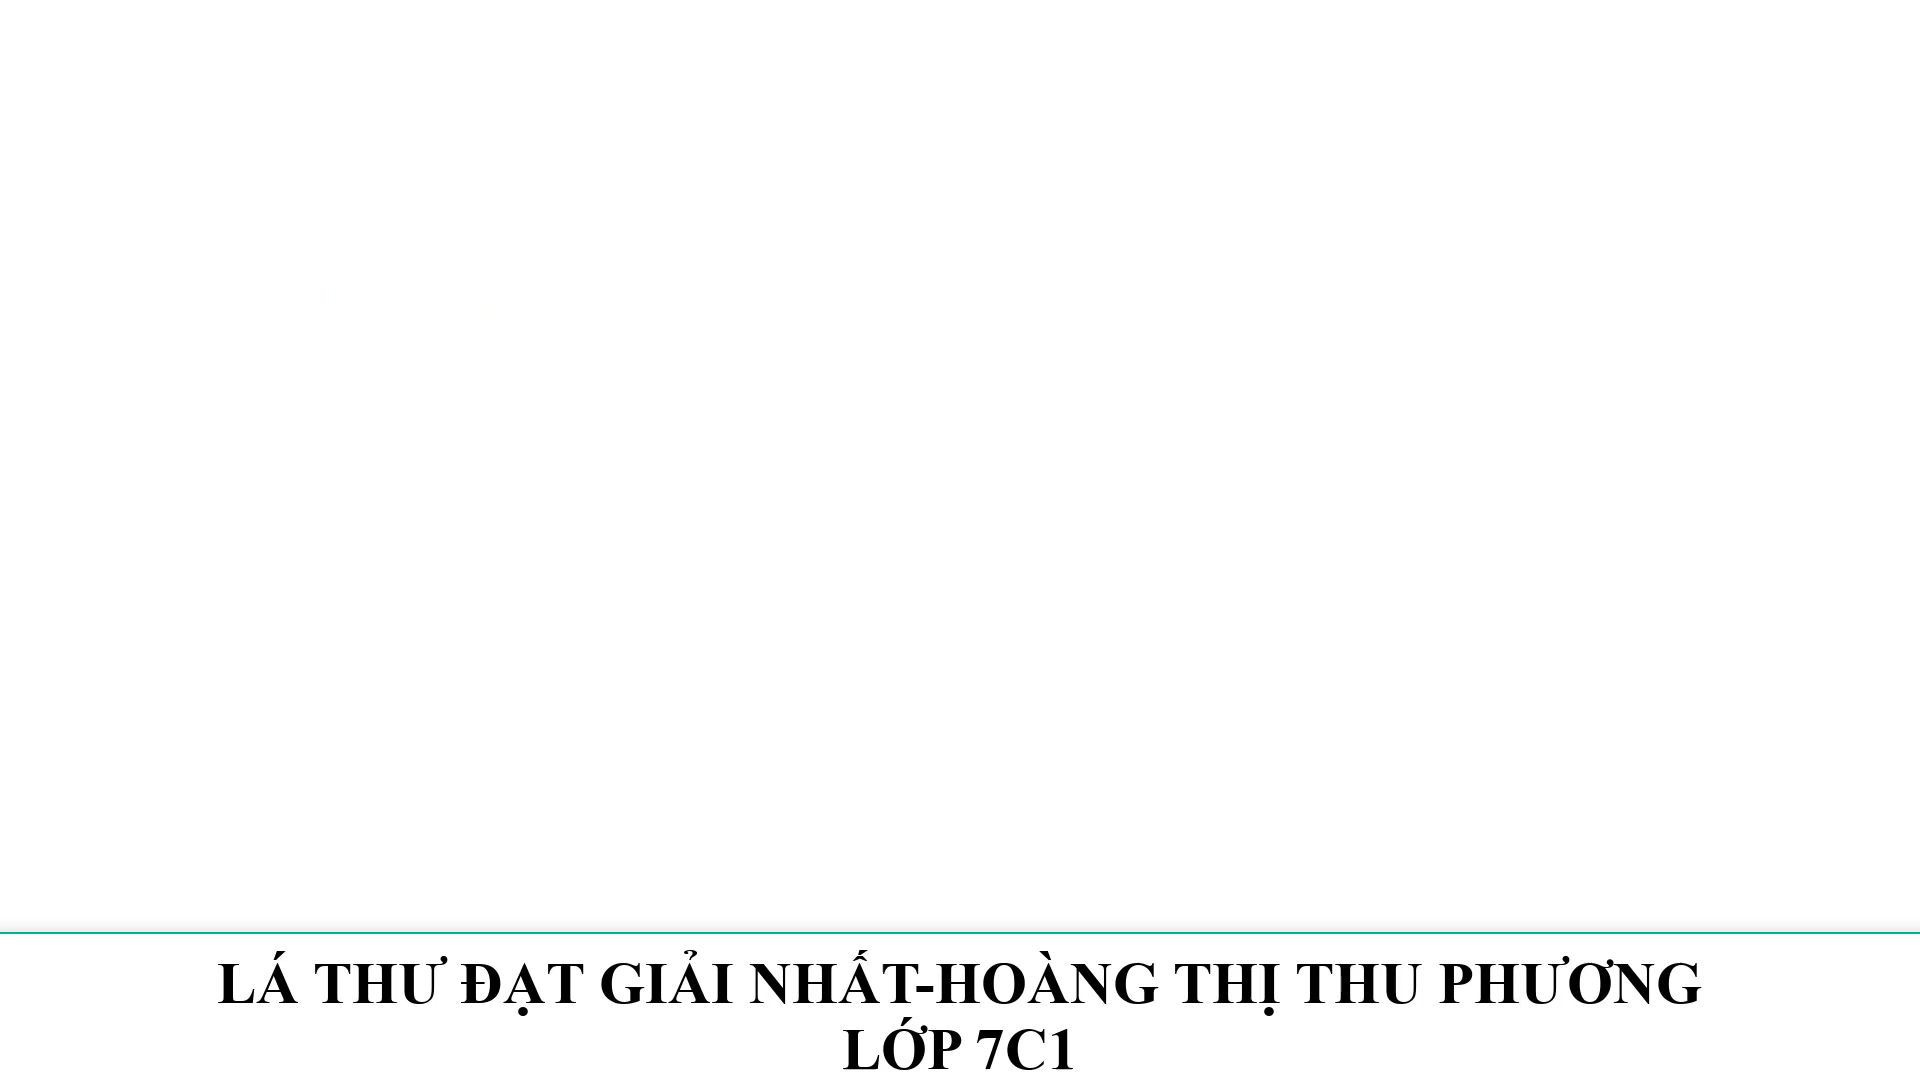 LÁ THƯ ĐẠT GIẢI NHẤT-HOÀNG THỊ THU PHƯƠNG
LỚP 7C1